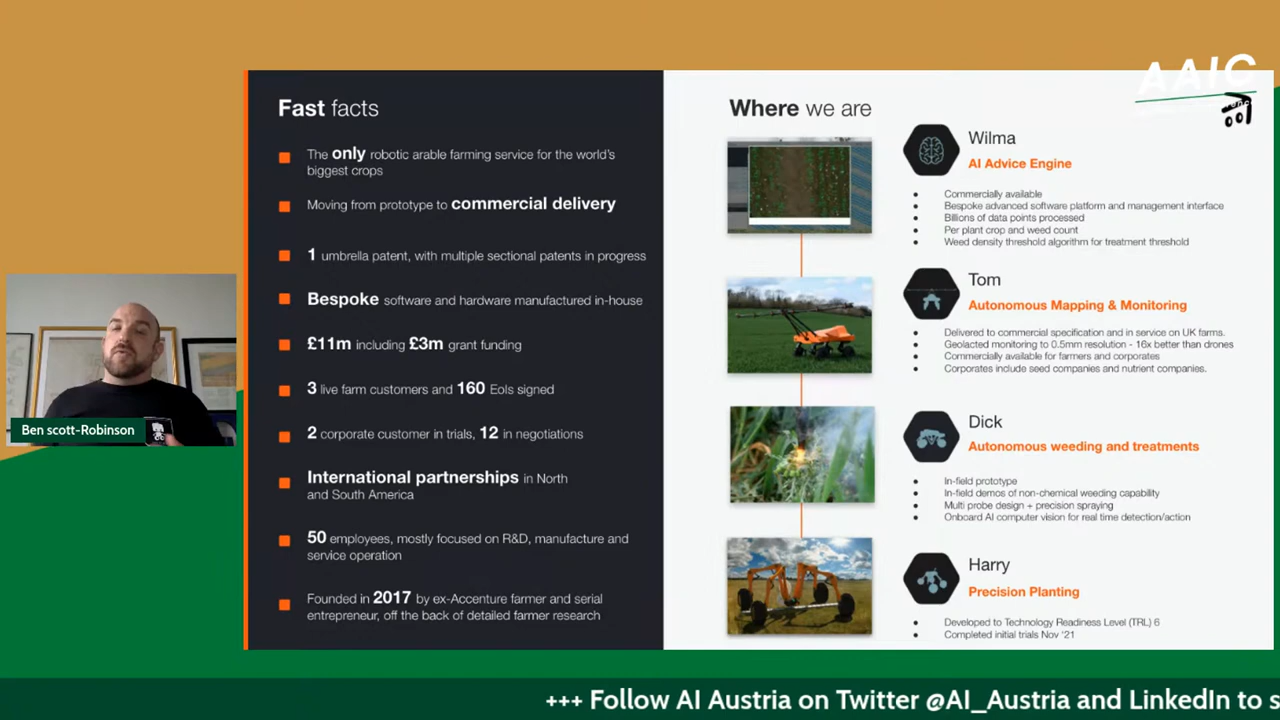 AAIC
Fast facts
The only robotic arable farming service for the world's
biggest crops
Moving from prototype to commercial delivery
1 umbrella patent, with multiple sectional patents in progress
Bespoke software and hardware manufactured in-house
£11m including £3m grant funding
3 live farm customers and 160 EoIs signed
2 corporate customer in trials, 12 in negotiations
International partnerships in North
and South America
50 employees, mostly focused on R&D, manufacture and
service operation
Founded in 2017 by ex-Accenture farmer and serial
entrepreneur, off the back of detailed farmer research
Where we are
Wilma
AI Advice Engine
Commercially available
Bespoke advanced software platform and management interface
Billions of data points processed
Per plant crop and weed count
Weed density threshold algorithm for treatment threshold
Tom
Autonomous Mapping & Monitoring
Delivered to commercial specification and in service on UK farms.
Geolacted monitoring to 0.5mm resolution - 16x better than drones
Commercially available for farmers and corporates
Corporates include seed companies and nutrient companies.
Dick
Autonomous weeding and treatments
In-field prototype
In-field demos of non-chemical weeding capability
Multi probe design + precision spraying
Onboard AI computer vision for real time detection/action
Harry
Precision Planting
Developed to Technology Readiness Level (TRL) 6
Completed initial trials Nov '21
Ben scott-Robinson
+++ Follow AI Austria on Twitter @AI_Austria and LinkedIn to s